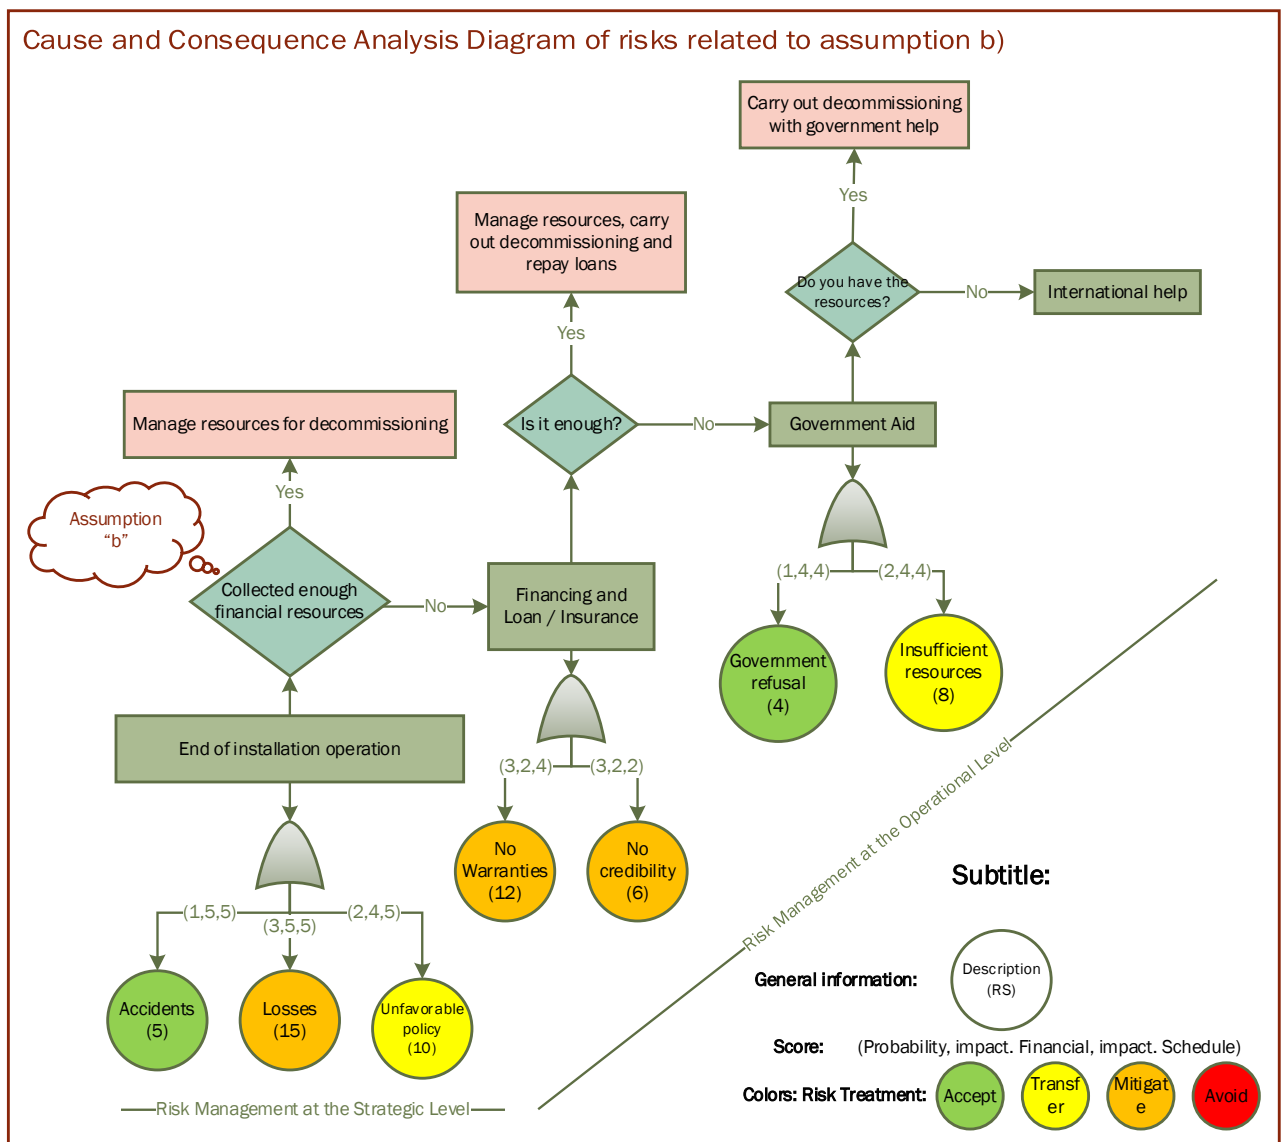 Cause and Consequence Analysis Diagram of risks related to assumption b)
Carry out decommissioning
with government help
Yes
Manage resources, carry
out decommissioning and
repay loans
Do you have the
resources?
No
International help
Yes
Manage resources for decommissioning
Is it enough?
No
Government Aid
Yes
Assumption
“b”
Collected enough
financial resources
No
Financing and
Loan / Insurance
(1,4,4)
(2,4,4)
Government
refusal
(4)
Insufficient
resources
(8)
End of installation operation
(3,2,4)
(3,2,2)
No
Warranties
(12)
No
credibility
(6)
Risk Management at the Operational Level
(1,5,5)
(3,5,5)
(2,4,5)
Accidents
(5)
Losses
(15)
Unfavorable
policy
(10)
Risk Management at the Strategic Level
Subtitle:
General information:
Description
(RS)
Score:
(Probability, impact. Financial, impact. Schedule)
Colors: Risk Treatment:
Accept
Transf
er
Mitigat
e
Avoid